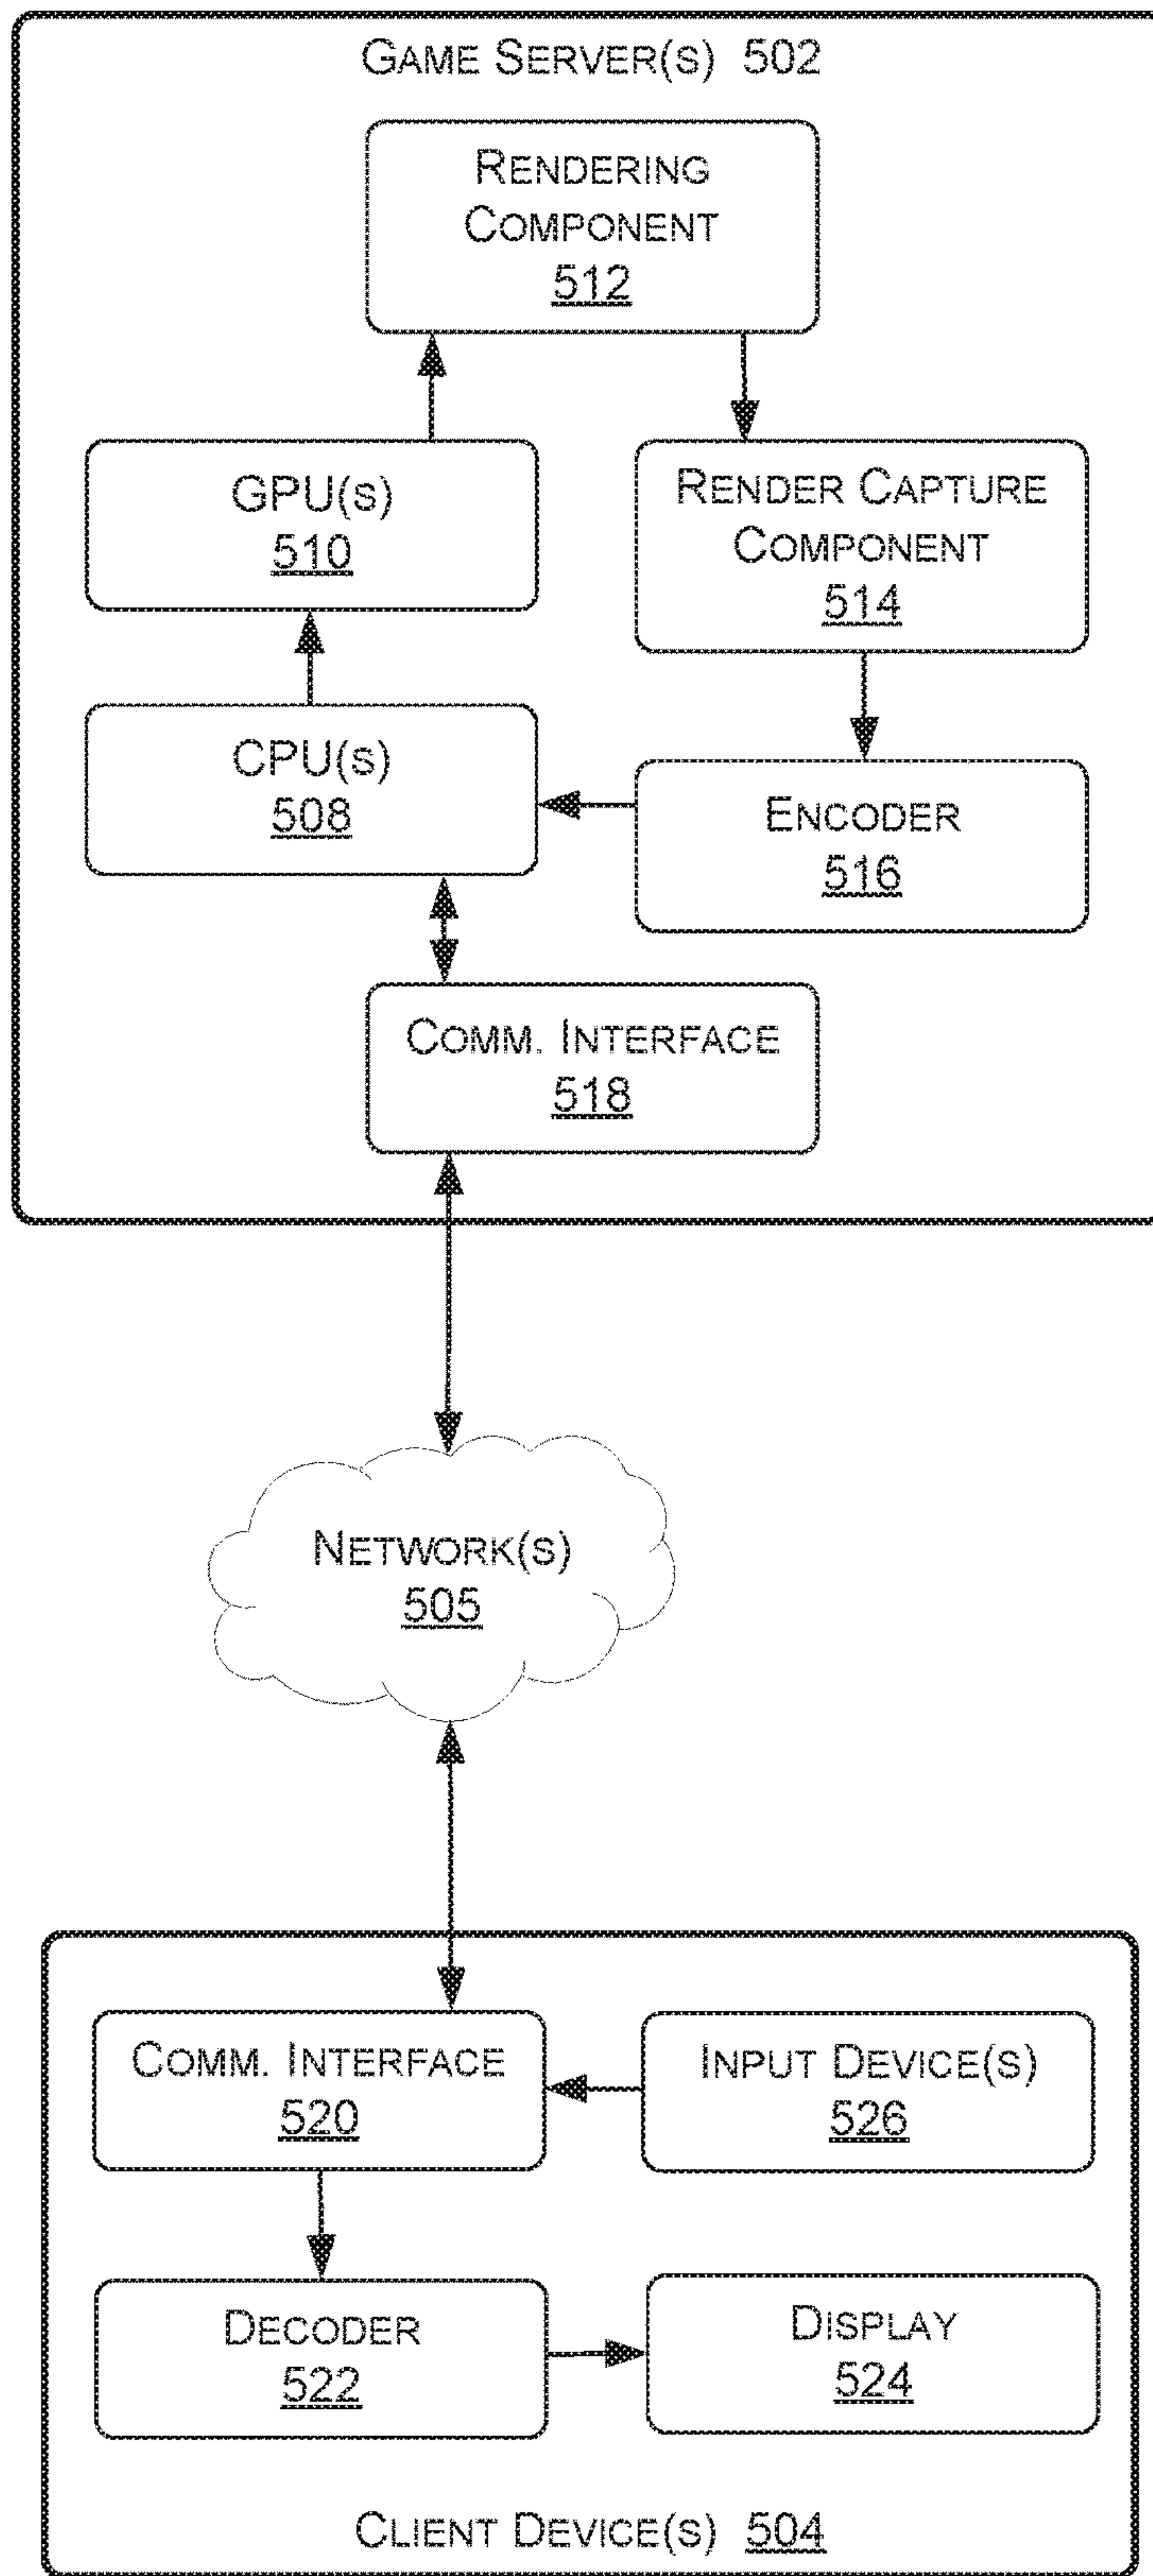 GAME SERVER(S) 502
RENDERING
COMPONENT
512
GPU(S)
510
RENDER CAPTURE
COMPONENT
514
CPU(S)
508
ENCODER
516
COMM. INTERFACE
518
NETWORK(S)
505
COMM. INTERFACE
520
INPUT DEVICE(S)
526
DECODER
522
DISPLAY
524
CLIENT DEVICE(S) 504